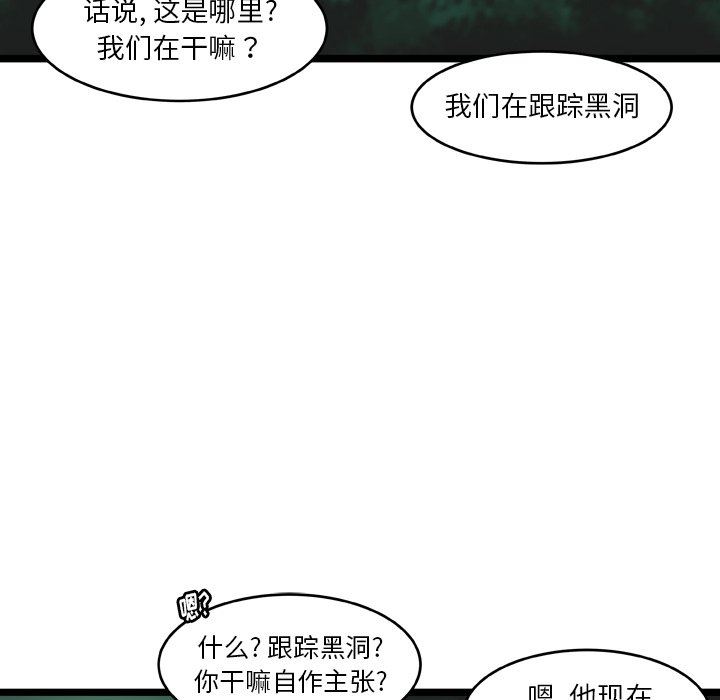 话说, 这是哪里?
我们在干嘛？
我们在跟踪黑洞
嗯?
什么? 跟踪黑洞?
你干嘛自作主张?
嗯, 他现在